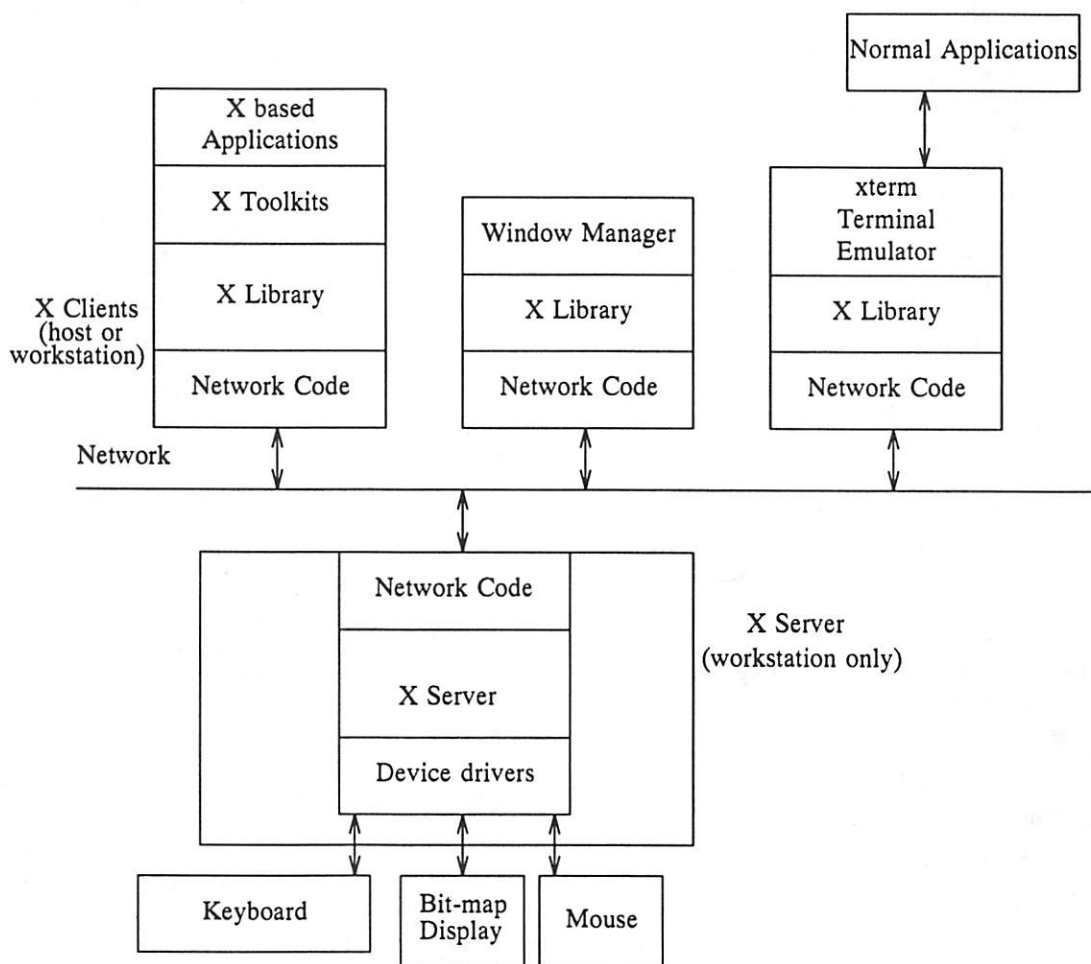 Normal Applications
X based
Applications
X Toolkits
X Library
Network Code
X Clients
(host or
workstation)
Window Manager
X Library
Network Code
xterm
Terminal
Emulator
X Library
Network Code
Network
Network Code
X Server
Device drivers
X Server
(workstation only)
Keyboard
Bit-map
Display
Mouse